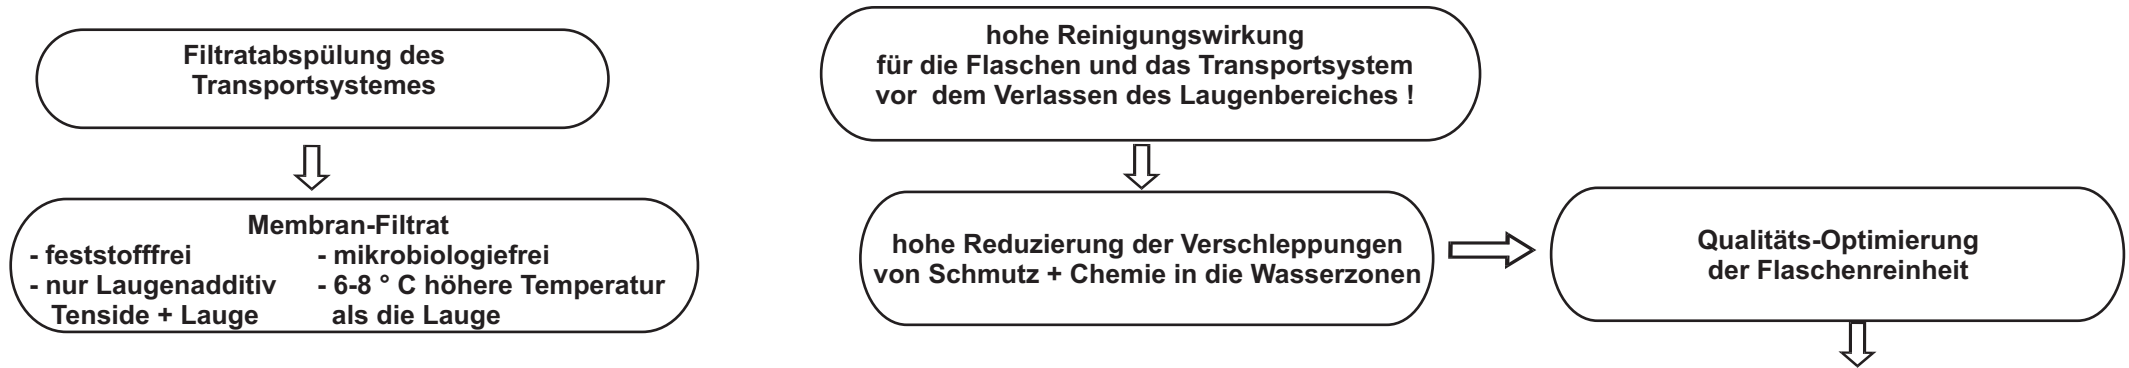 Filtratabspülung des
Transportsystemes
Membran-Filtrat
- feststofffrei - mikrobiologiefrei
- nur Laugenadditiv - 6-8 ° C höhere Temperatur
Tenside + Lauge als die Lauge
hohe Reinigungswirkung
für die Flaschen und das Transportsystem
vor dem Verlassen des Laugenbereiches !
hohe Reduzierung der Verschleppungen
von Schmutz + Chemie in die Wasserzonen
Qualitäts-Optimierung
der Flaschenreinheit